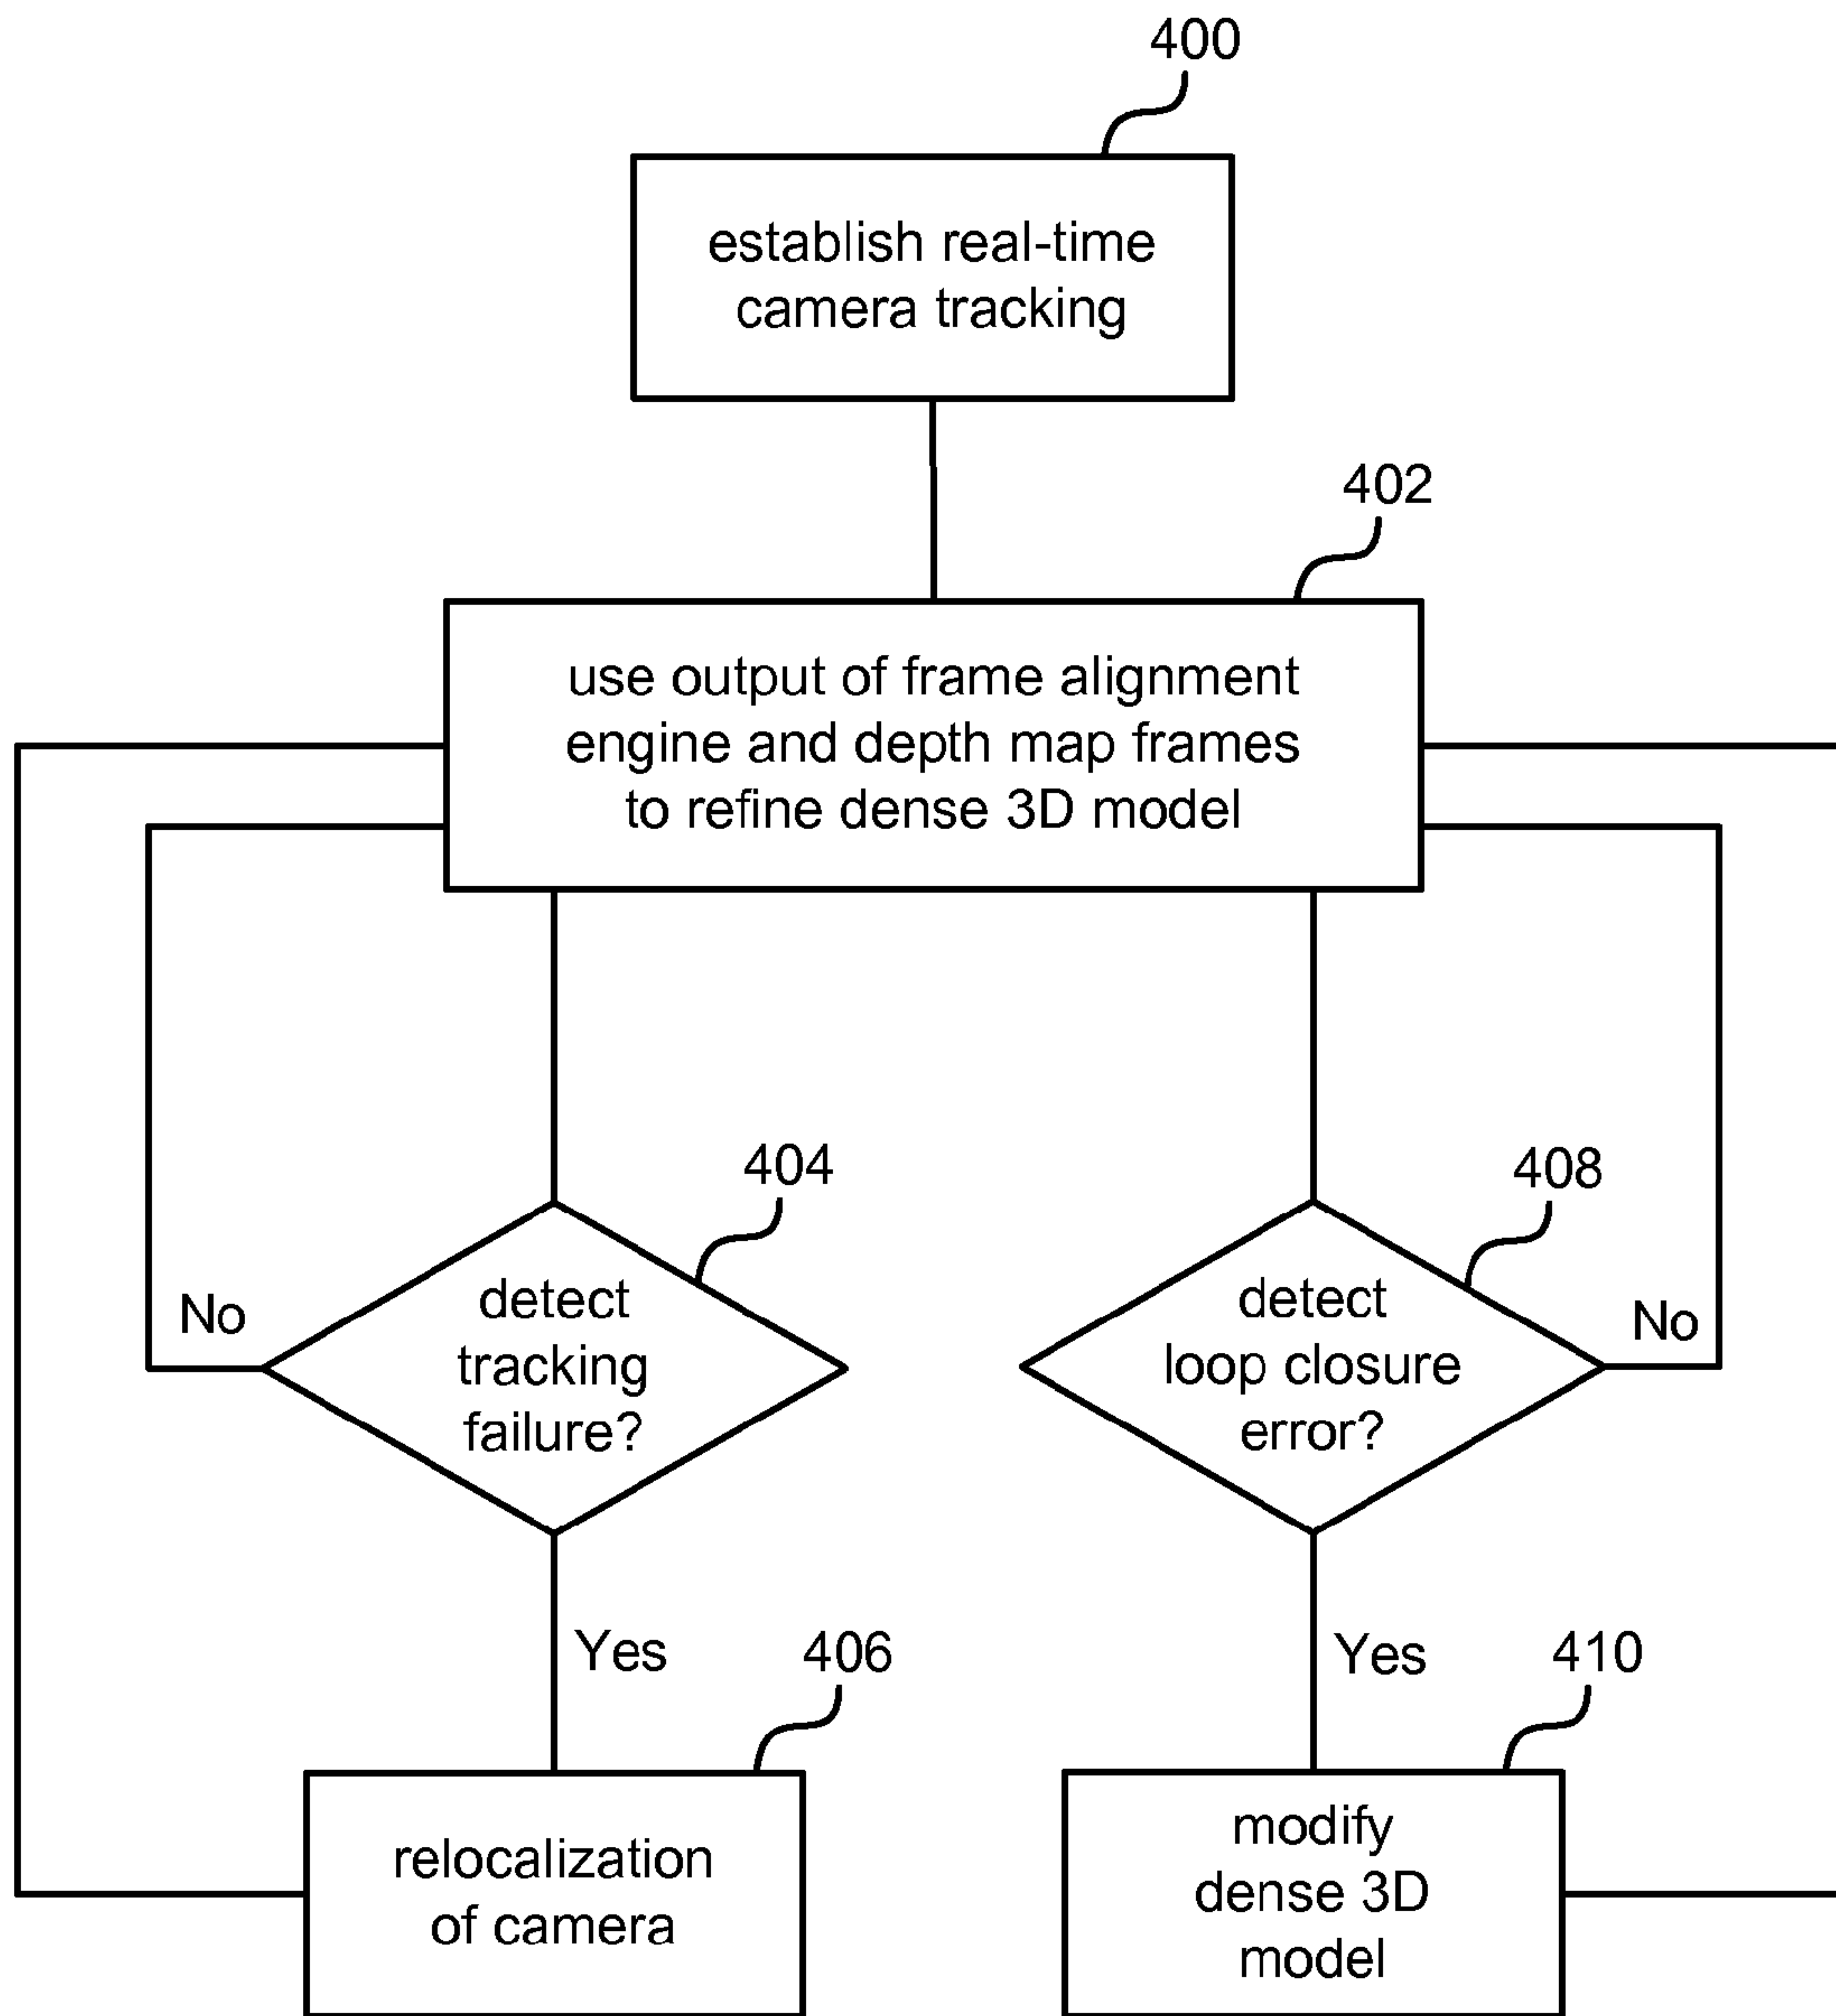 400
establish real-time
camera tracking
402
use output of frame alignment
engine and depth map frames
to refine dense 3D model
404
detect
tracking
failure?
No
Yes
408
detect
loop closure
error?
No
Yes
406
relocalization
of camera
410
modify
dense 3D
model